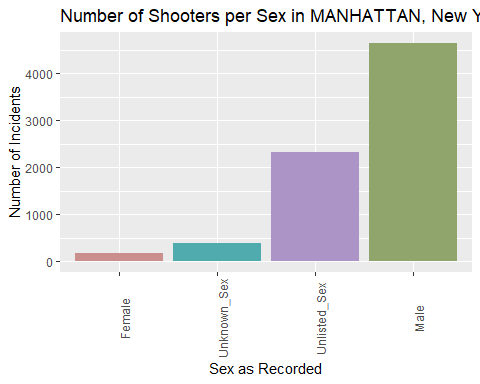 Number of Shooters per Sex in MANHATTAN, New Y
Number of Incidents
4000
3000
2000
1000
0
Female
Unknown_Sex
Unlisted_Sex
Male
Sex as Recorded